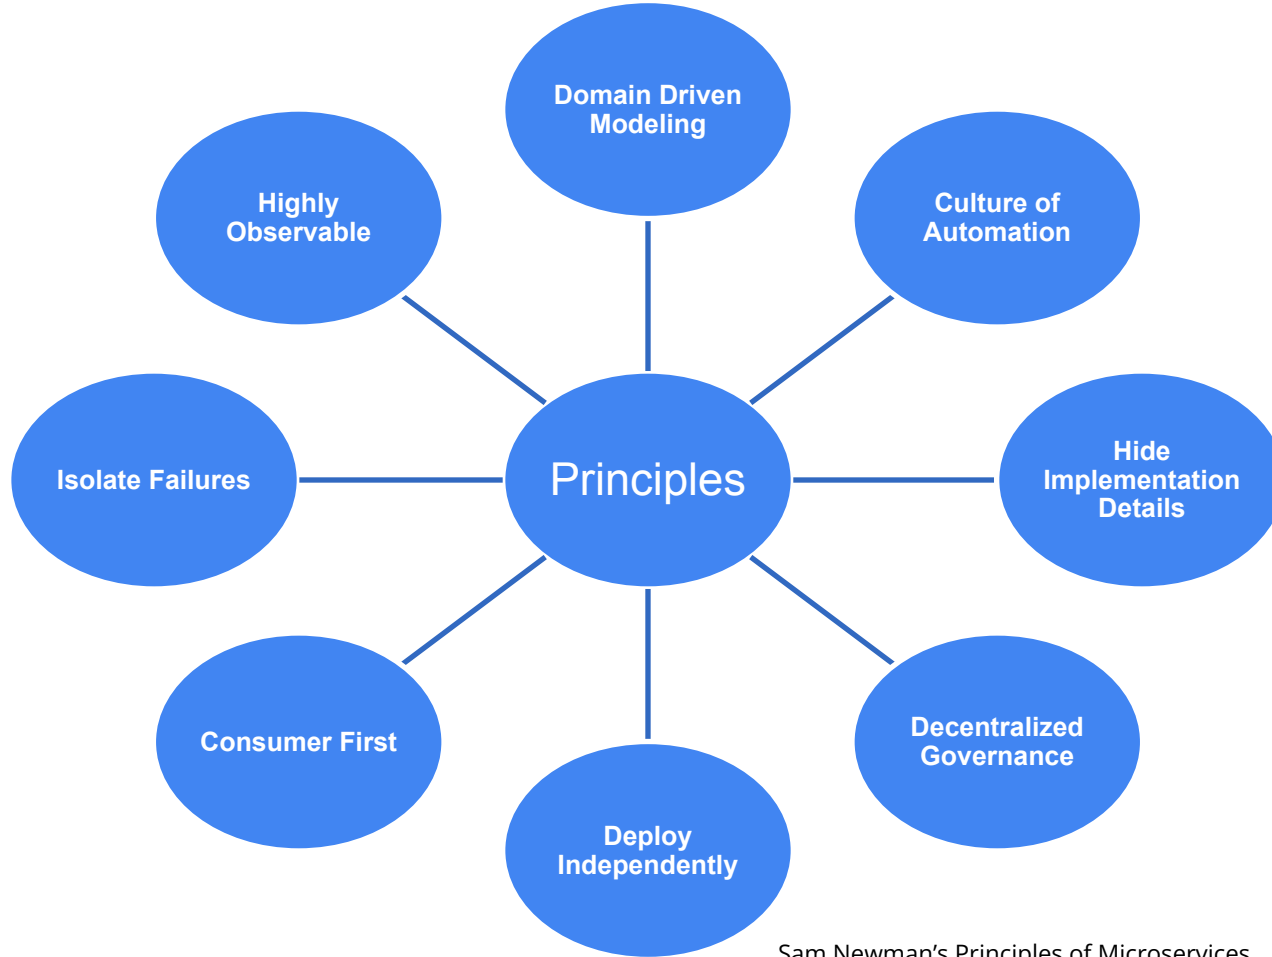 Domain Driven
Modeling
Culture of
Automation
Hide
Implementation
Details
Decentralized
Governance
Deploy
Independently
Consumer First
Isolate Failures
Highly
Observable
Principles
Sam Newman's Principles of Microservices